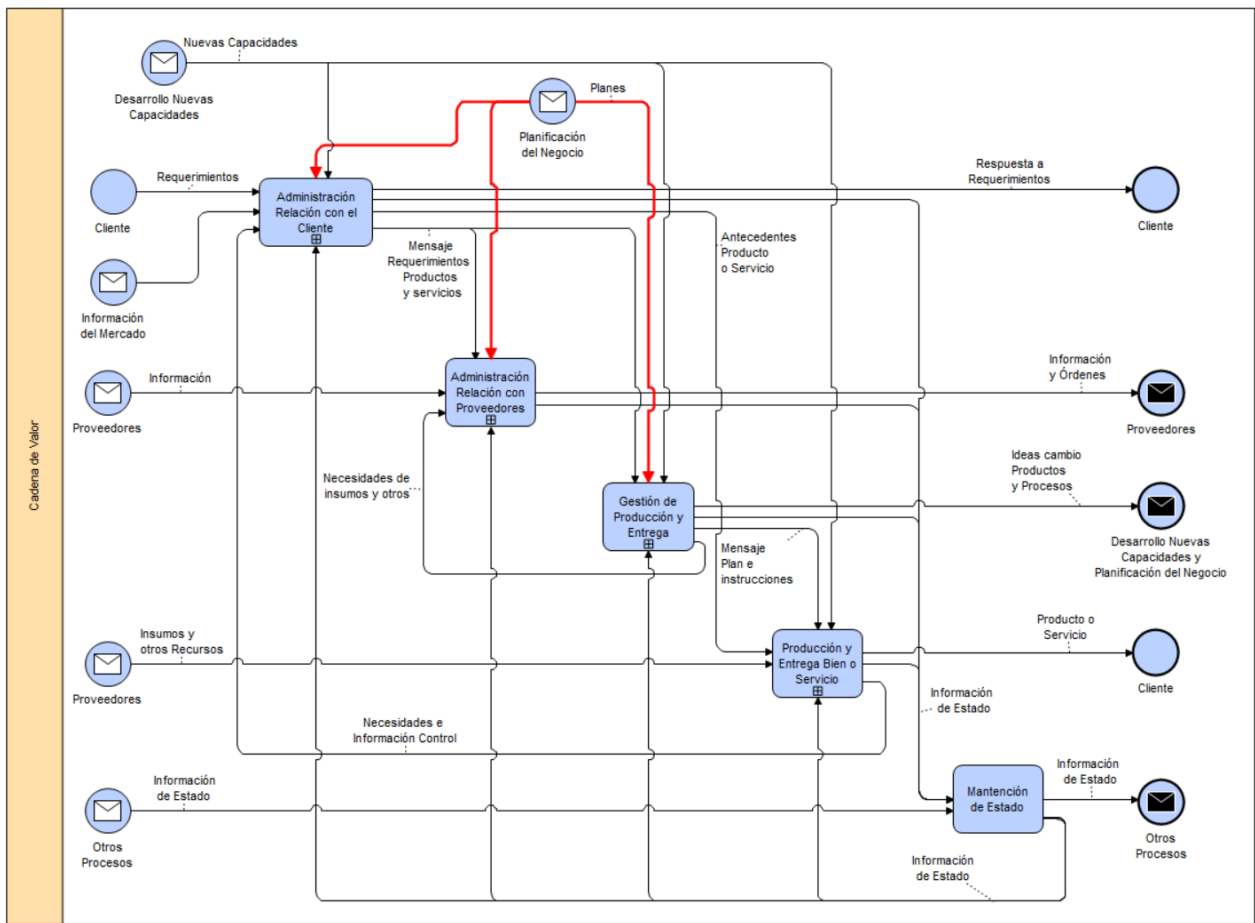 Cadena de Valor
Nuevas Capacidades
Desarrollo Nuevas
Capacidades
Planes
Planificación
del Negocio
Requerimientos
Cliente
Administración
Relación con el
Cliente
Respuesta a
Requerimientos
Cliente
Mensaje
Requerimientos
Productos
y servicios
Antecedentes
Producto
o Servicio
Información
del Mercado
Información
Proveedores
Administración
Relación con
Proveedores
Información
y Órdenes
Proveedores
Necesidades de
insumos y otros
Gestión de
Producción y
Entrega
Ideas cambio
Productos
y Procesos
Desarrollo Nuevas
Capacidades y
Planificación del Negocio
Mensaje
Plan e
instrucciones
Insumos y
otros Recursos
Proveedores
Producción y
Entrega Bien o
Servicio
Producto o
Servicio
Cliente
Necesidades e
Información Control
Información
de Estado
Información
de Estado
Otros
Procesos
Mantención
de Estado
Información
de Estado
Otros
Procesos
Información
de Estado